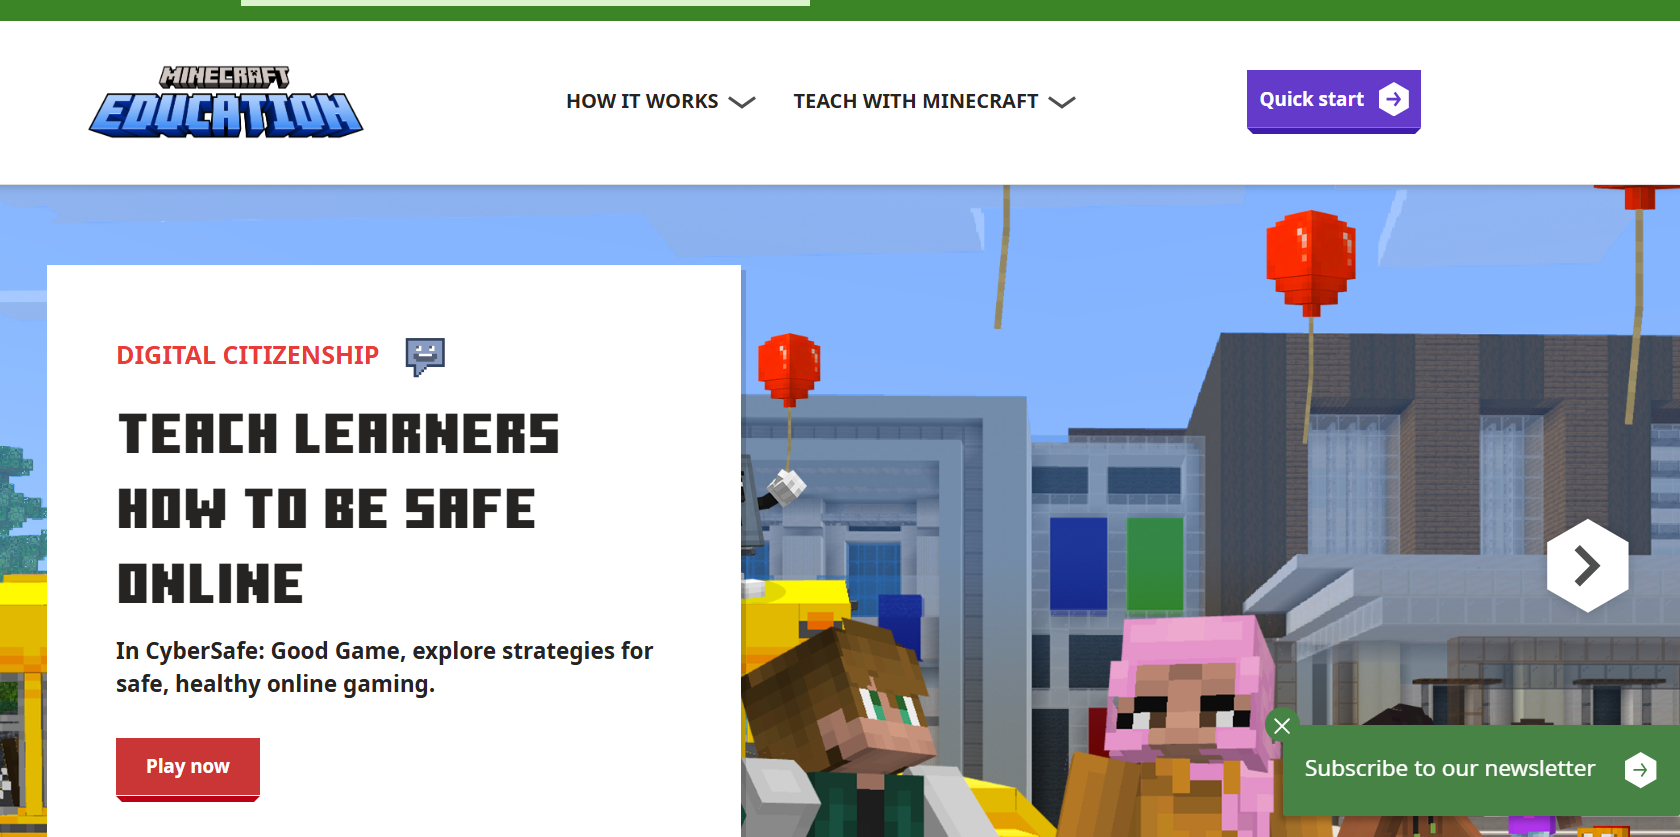 MINECRAFT
EDUCATION
HOW IT WORKS
TEACH WITH MINECRAFT
Quick start
DIGITAL CITIZENSHIP
TEACH LEARNERS
HOW TO BE SAFE
ONLINE
In CyberSafe: Good Game, explore strategies for
safe, healthy online gaming.
Play now
Subscribe to our newsletter